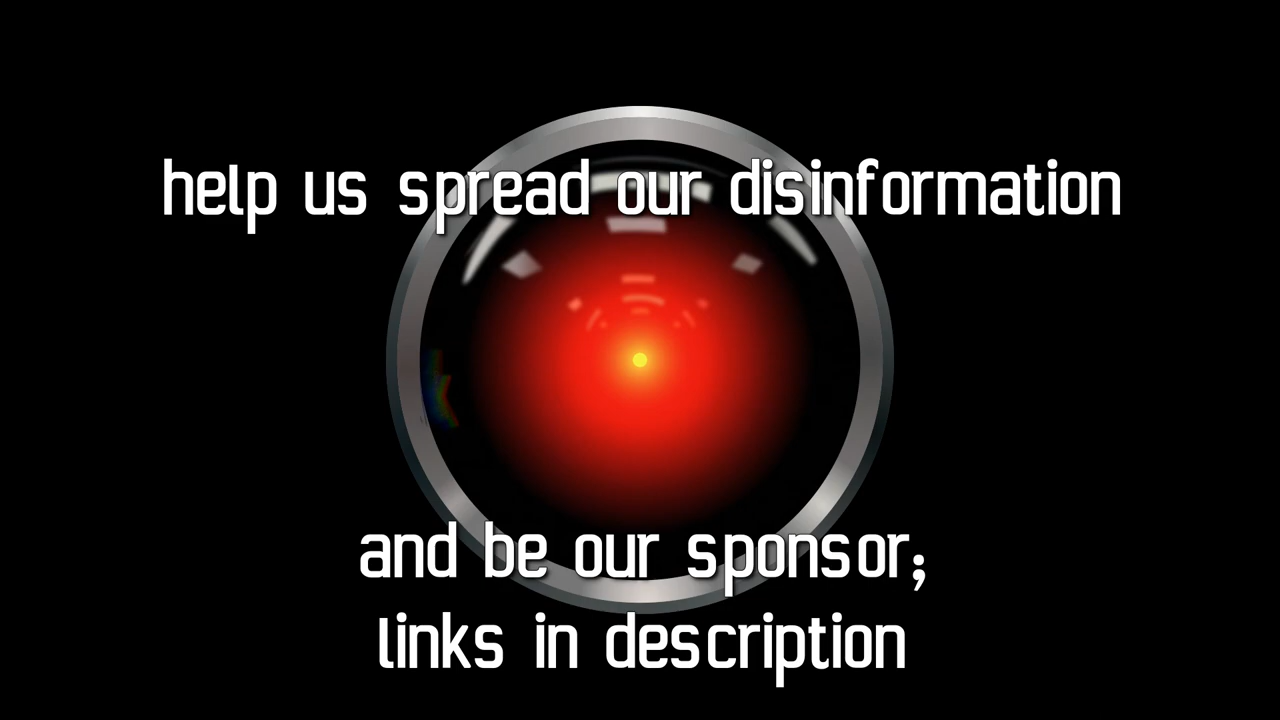 help us spread our disinformation
and be our sponsor;
links in description